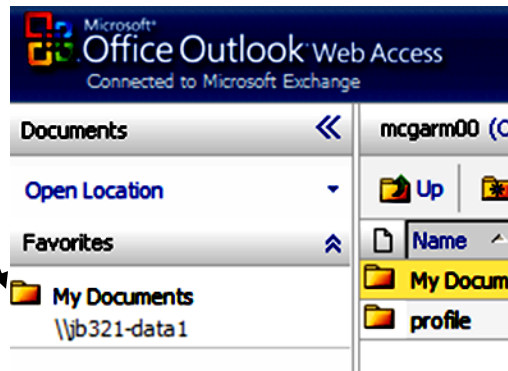 Microsoft®
Office Outlook Web Access
Connected to Microsoft Exchange
Documents
Open Location
Favorites
My Documents
\\jb321-data1
mcgarm00 (
Up
Name
My Docum
profile